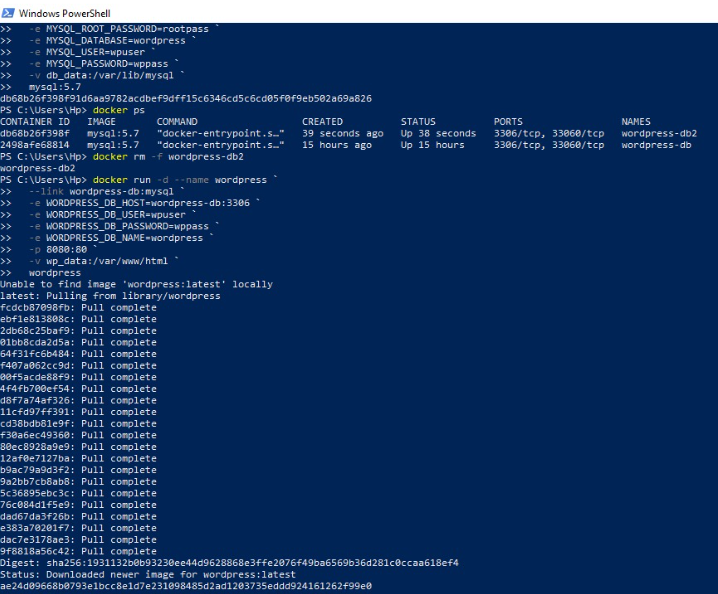 Windows PowerShell
>>   -e MYSQL_ROOT_PASSWORD=rootpass `
>>   -e MYSQL_DATABASE=wordpress `
>>   -e MYSQL_USER=wpuser `
>>   -e MYSQL_PASSWORD=wppass `
>>   -v db_data:/var/lib/mysql `
>>   mysql:5.7
db68b26f398f91d6aa9782acdbef9dff15c6346cd5c6cd05f0f9eb502a69a826
PS C:\Users\Hp> docker ps
CONTAINER ID   IMAGE       COMMAND                  CREATED          STATUS          PORTS                 NAMES
db68b26f398f   mysql:5.7   "docker-entrypoint.s…"   39 seconds ago   Up 38 seconds   3306/tcp, 33060/tcp   wordpress-db2
2498afe68814   mysql:5.7   "docker-entrypoint.s…"   15 hours ago     Up 15 hours     3306/tcp, 33060/tcp   wordpress-db
PS C:\Users\Hp> docker rm -f wordpress-db2
wordpress-db2
PS C:\Users\Hp> docker run -d --name wordpress `
>>   --link wordpress-db:mysql `
>>   -e WORDPRESS_DB_HOST=wordpress-db:3306 `
>>   -e WORDPRESS_DB_USER=wpuser `
>>   -e WORDPRESS_DB_PASSWORD=wppass `
>>   -e WORDPRESS_DB_NAME=wordpress `
>>   -p 8080:80 `
>>   -v wp_data:/var/www/html `
>>   wordpress
Unable to find image 'wordpress:latest' locally
latest: Pulling from library/wordpress
fcdcb87098fb: Pull complete
ebf1e813808c: Pull complete
2db68c25baf9: Pull complete
01bb8cda2d5a: Pull complete
64f31fc6b484: Pull complete
f407a062cc9d: Pull complete
00f5acde88f9: Pull complete
4f4fb700ef54: Pull complete
d8f7a74af326: Pull complete
11cfd97ff391: Pull complete
cd38bdb81e9f: Pull complete
f30a6ec49360: Pull complete
80ec8928a9e9: Pull complete
12af0e7127ba: Pull complete
b9ac79a9d3f2: Pull complete
9a2bb7cb8ab8: Pull complete
5c36895ebc3c: Pull complete
76c084d1f5e9: Pull complete
dad67da3f26b: Pull complete
e383a70201f7: Pull complete
dac7e3178ae3: Pull complete
9f8818a56c42: Pull complete
Digest: sha256:1931132b0b93230ee44d9628868e3ffe2076f49ba6569b36d281c0ccaa618ef4
Status: Downloaded newer image for wordpress:latest
ae24d09668b0793e1bcc8e1d7e231098485d2ad1203735eddd924161262f99e0